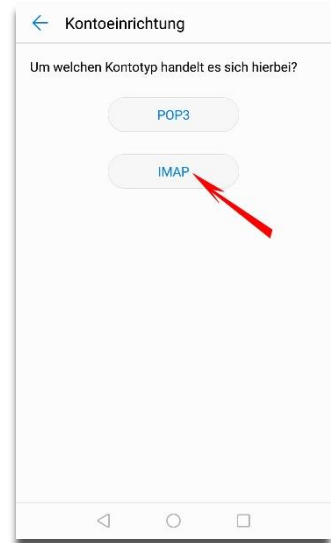 Kontoeinrichtung
Um welchen Kontotyp handelt es sich hierbei?
POP3
IMAP